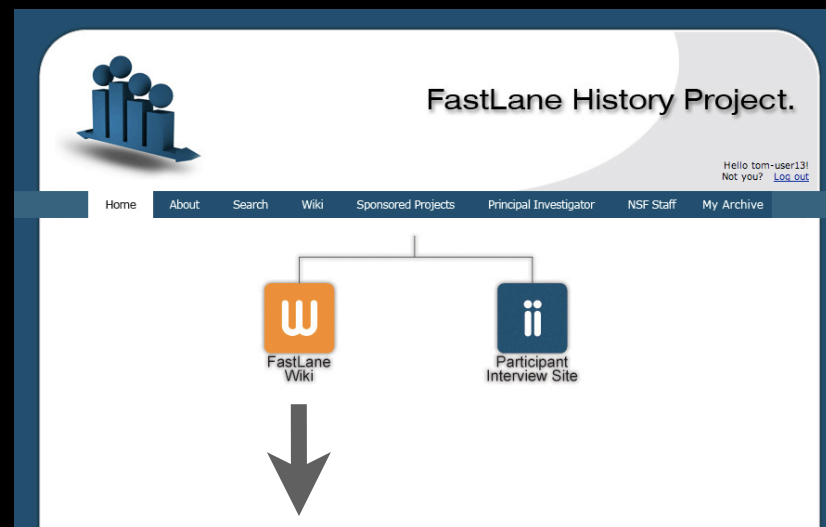 FastLane History Project.
Hello tom-user13!
Not you? Log out
Home About Search Wiki Sponsored Projects Principal Investigator NSF Staff My Archive
W
FastLane
Wiki
ii
Participant
Interview Site